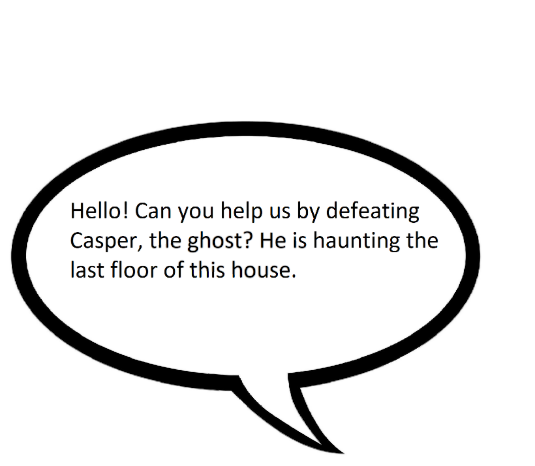 Hello! Can you help us by defeating
Casper, the ghost? He is haunting the
last floor of this house.